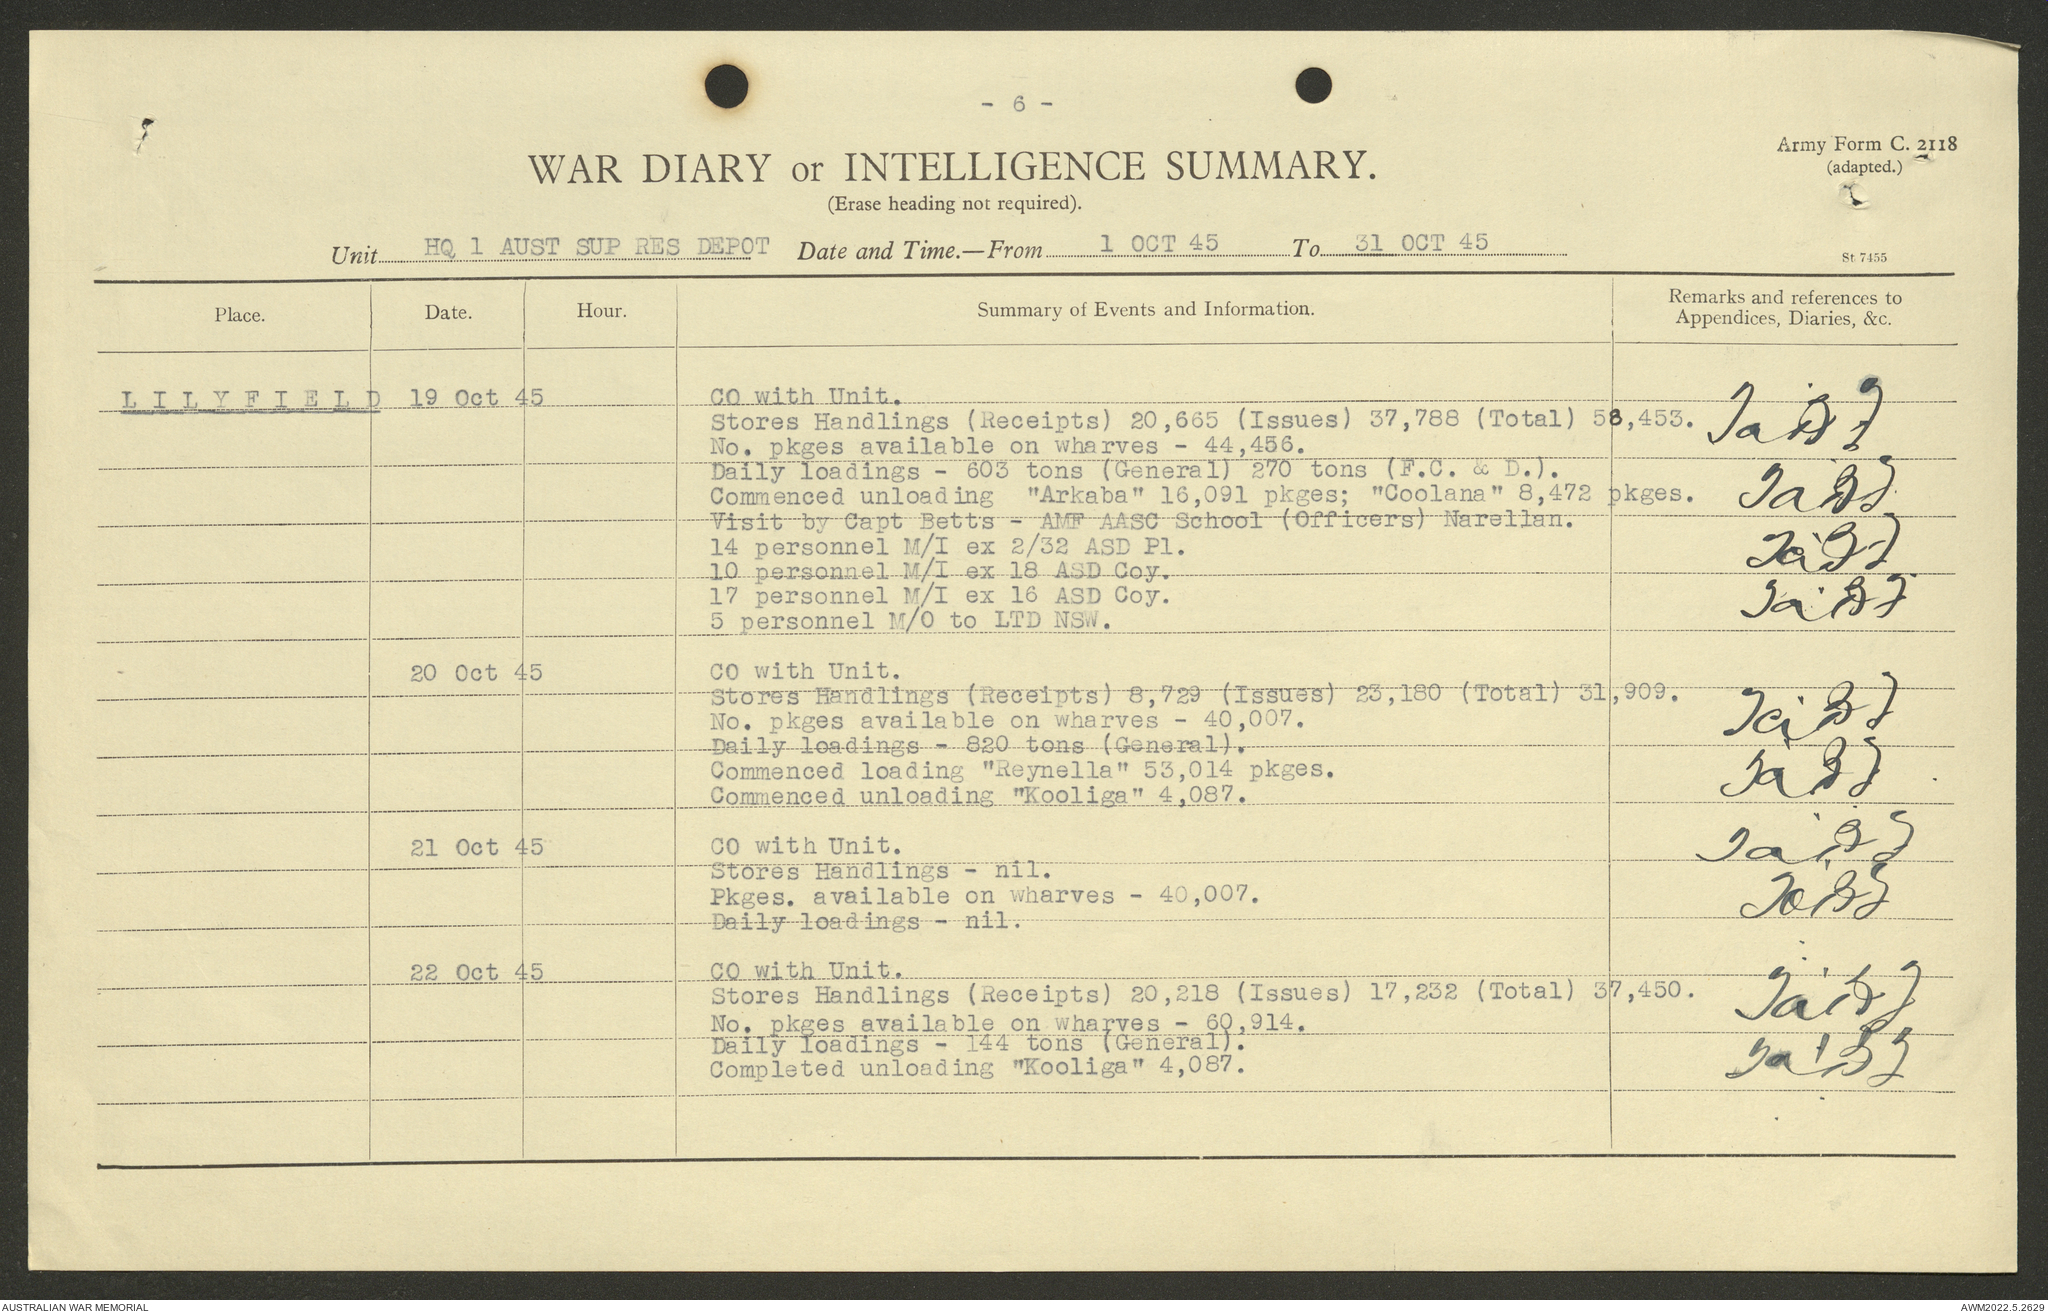 - 6 -
Army Form C. 2118
(adapted.)
WAR DIARY or INTELLIGENCE SUMMARY.
(Erase heading not required).
Unit HQ 1 AUST SUP RES DEPOT Date and Time.—From 1 OCT 45 To 31 OCT 45
St 7455
Place. Date. Hour. Summary of Events and Information. Remarks and references to
Appendices, Diaries, &c.
LILYFIELD 19 Oct 45 CO with Unit.
Stores Handlings (Receipts) 20,665 (Issues) 37,788 (Total) 58,453.
No. pkges available on wharves - 44,456.
Daily loadings - 603 tons (General) 270 tons (F.C. & D.).
Commenced unloading "Arkaba" 16,091 pkges; "Coolana" 8,472 pkges.
Visit by Capt Betts - AMF AASC School (Officers) Narellan.
14 personnel M/I ex 2/32 ASD Pl.
10 personnel M/I ex 18 ASD Coy.
17 personnel M/I ex 16 ASD Coy.
5 personnel M/O to LTD NSW.
20 Oct 45 CO with Unit.
Stores Handlings (Receipts) 8,729 (Issues) 23,180 (Total) 31,909.
No. pkges available on wharves - 40,007.
Daily loadings - 820 tons (General).
Commenced loading "Reynella" 53,014 pkges.
Commenced unloading "Kooliga" 4,087.
21 Oct 45 CO with Unit.
Stores Handlings - nil.
Pkges. available on wharves - 40,007.
Daily loadings - nil.
22 Oct 45 CO with Unit.
Stores Handlings (Receipts) 20,218 (Issues) 17,232 (Total) 37,450.
No. pkges available on wharves - 60,914.
Daily loadings - 144 tons (General).
Completed unloading "Kooliga" 4,087.
AUSTRALIAN WAR MEMORIAL
AWM2022.5.2629